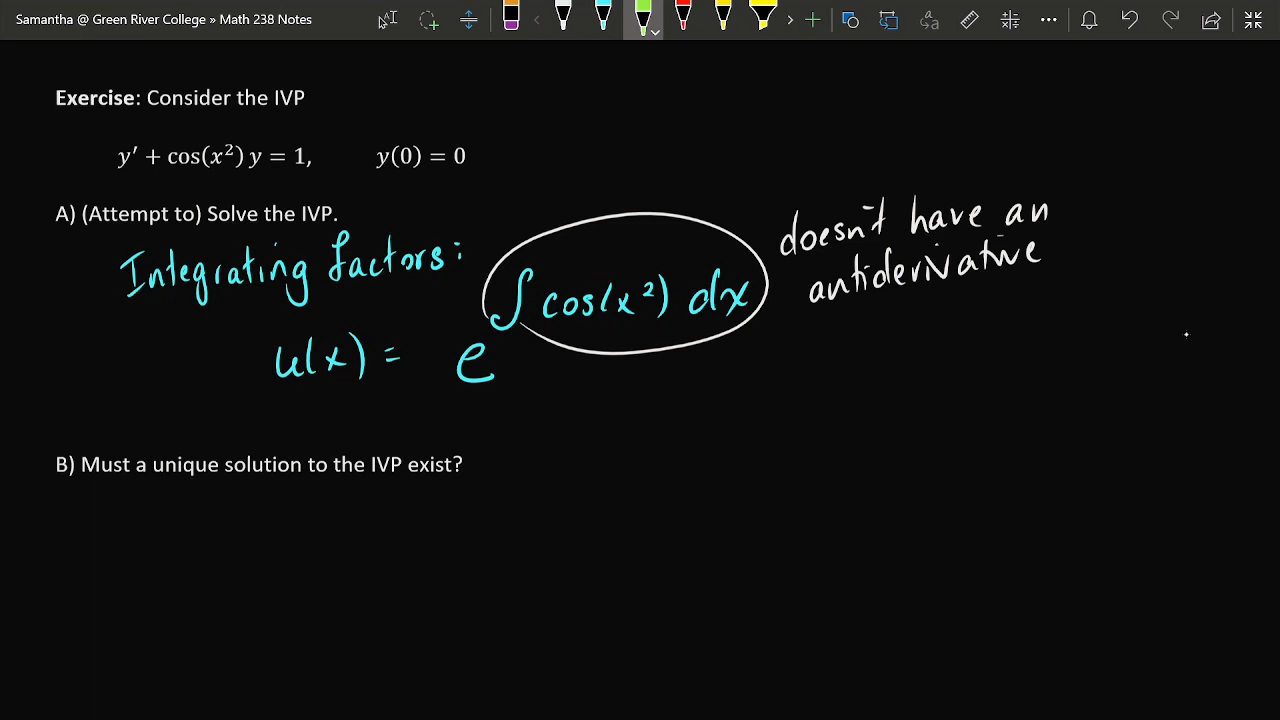 Samantha @ Green River College » Math 238 Notes
Exercise: Consider the IVP
y′ + cos(x²) y = 1, y(0) = 0
A) (Attempt to) Solve the IVP.
Integrating factors:
u(x) = e^∫ cos(x²) dx
doesn't have an
antiderivative
B) Must a unique solution to the IVP exist?